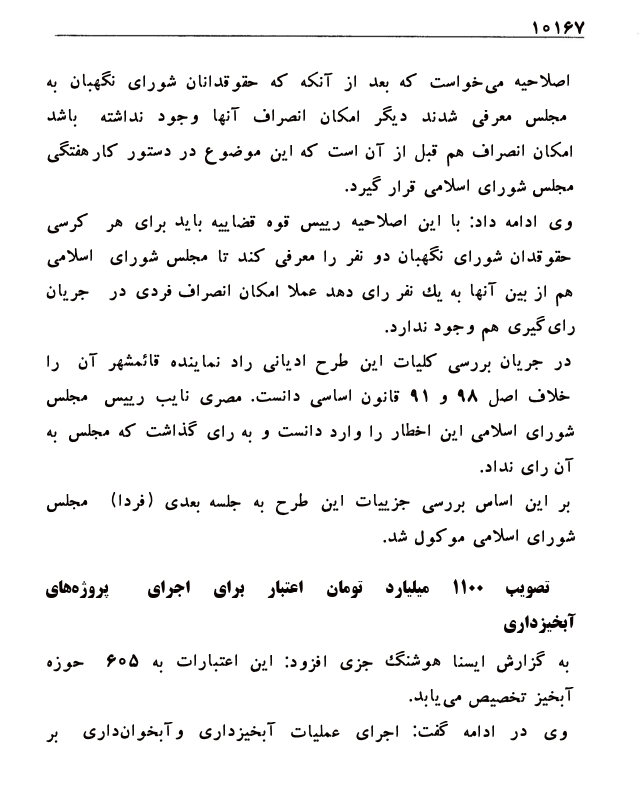 ۱۰۱۶۷
اصلاحیه می‌خواست که بعد از آنکه که حقوقدانان شورای نگهبان به
مجلس معرفی شدند دیگر امکان انصراف آنها وجود نداشته باشد
امکان انصراف هم قبل از آن است که این موضوع در دستور کار هفتگی
مجلس شورای اسلامی قرار گیرد.
وی ادامه داد: با این اصلاحیه رییس قوه قضاییه باید برای هر کرسی
حقوقدان شورای نگهبان دو نفر را معرفی کند تا مجلس شورای اسلامی
هم از بین آنها به یك نفر رای دهد عملا امکان انصراف فردی در جریان
رای‌گیری هم وجود ندارد.
در جریان بررسی کلیات این طرح ادیانی راد نماینده قائمشهر آن را
خلاف اصل ۹۸ و ۹۱ قانون اساسی دانست. مصری نایب رییس مجلس
شورای اسلامی این اخطار را وارد دانست و به رای گذاشت که مجلس به
آن رای نداد.
بر این اساس بررسی جزییات این طرح به جلسه بعدی (فردا) مجلس
شورای اسلامی موکول شد.
تصویب ۱۱۰۰ میلیارد تومان اعتبار برای اجرای پروژه‌های
آبخیزداری
به گزارش ایسنا هوشنگ جزی افزود: این اعتبارات به ۶۰۵ حوزه
آبخیز تخصیص می‌یابد.
وی در ادامه گفت: اجرای عملیات آبخیزداری و آبخوان‌داری بر